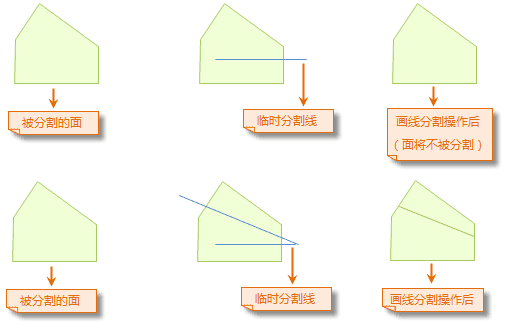 被分割的面
临时分割线
画线分割操作后
（面将不被分割）
被分割的面
临时分割线
画线分割操作后